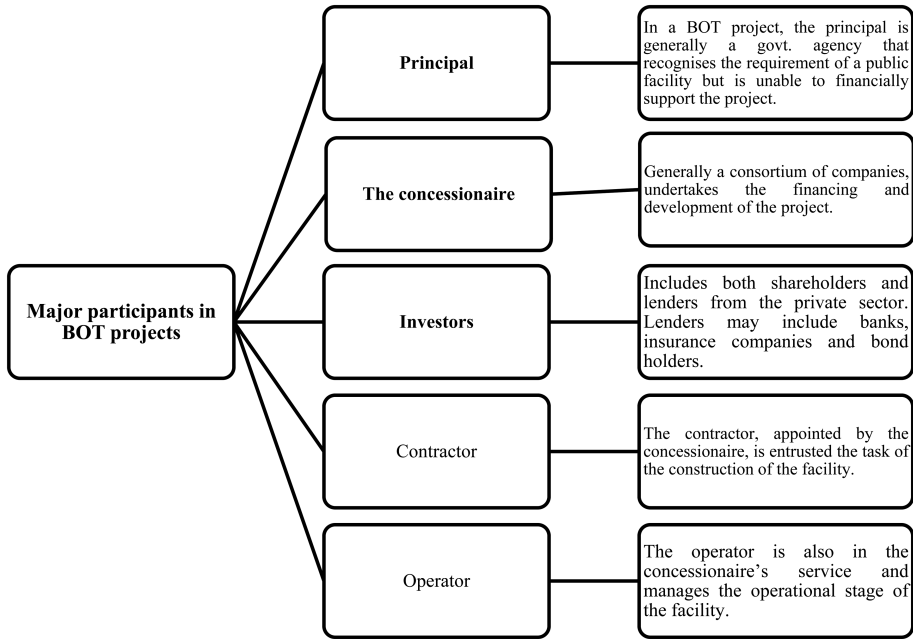 Major participants in
BOT projects
Principal
In a BOT project, the principal is
generally a govt. agency that
recognises the requirement of a public
facility but is unable to financially
support the project.
The concessionaire
Generally a consortium of companies,
undertakes the financing and
development of the project.
Investors
Includes both shareholders and
lenders from the private sector.
Lenders may include banks,
insurance companies and bond
holders.
Contractor
The contractor, appointed by the
concessionaire, is entrusted the task of
the construction of the facility.
Operator
The operator is also in the
concessionaire’s service and
manages the operational stage of
the facility.